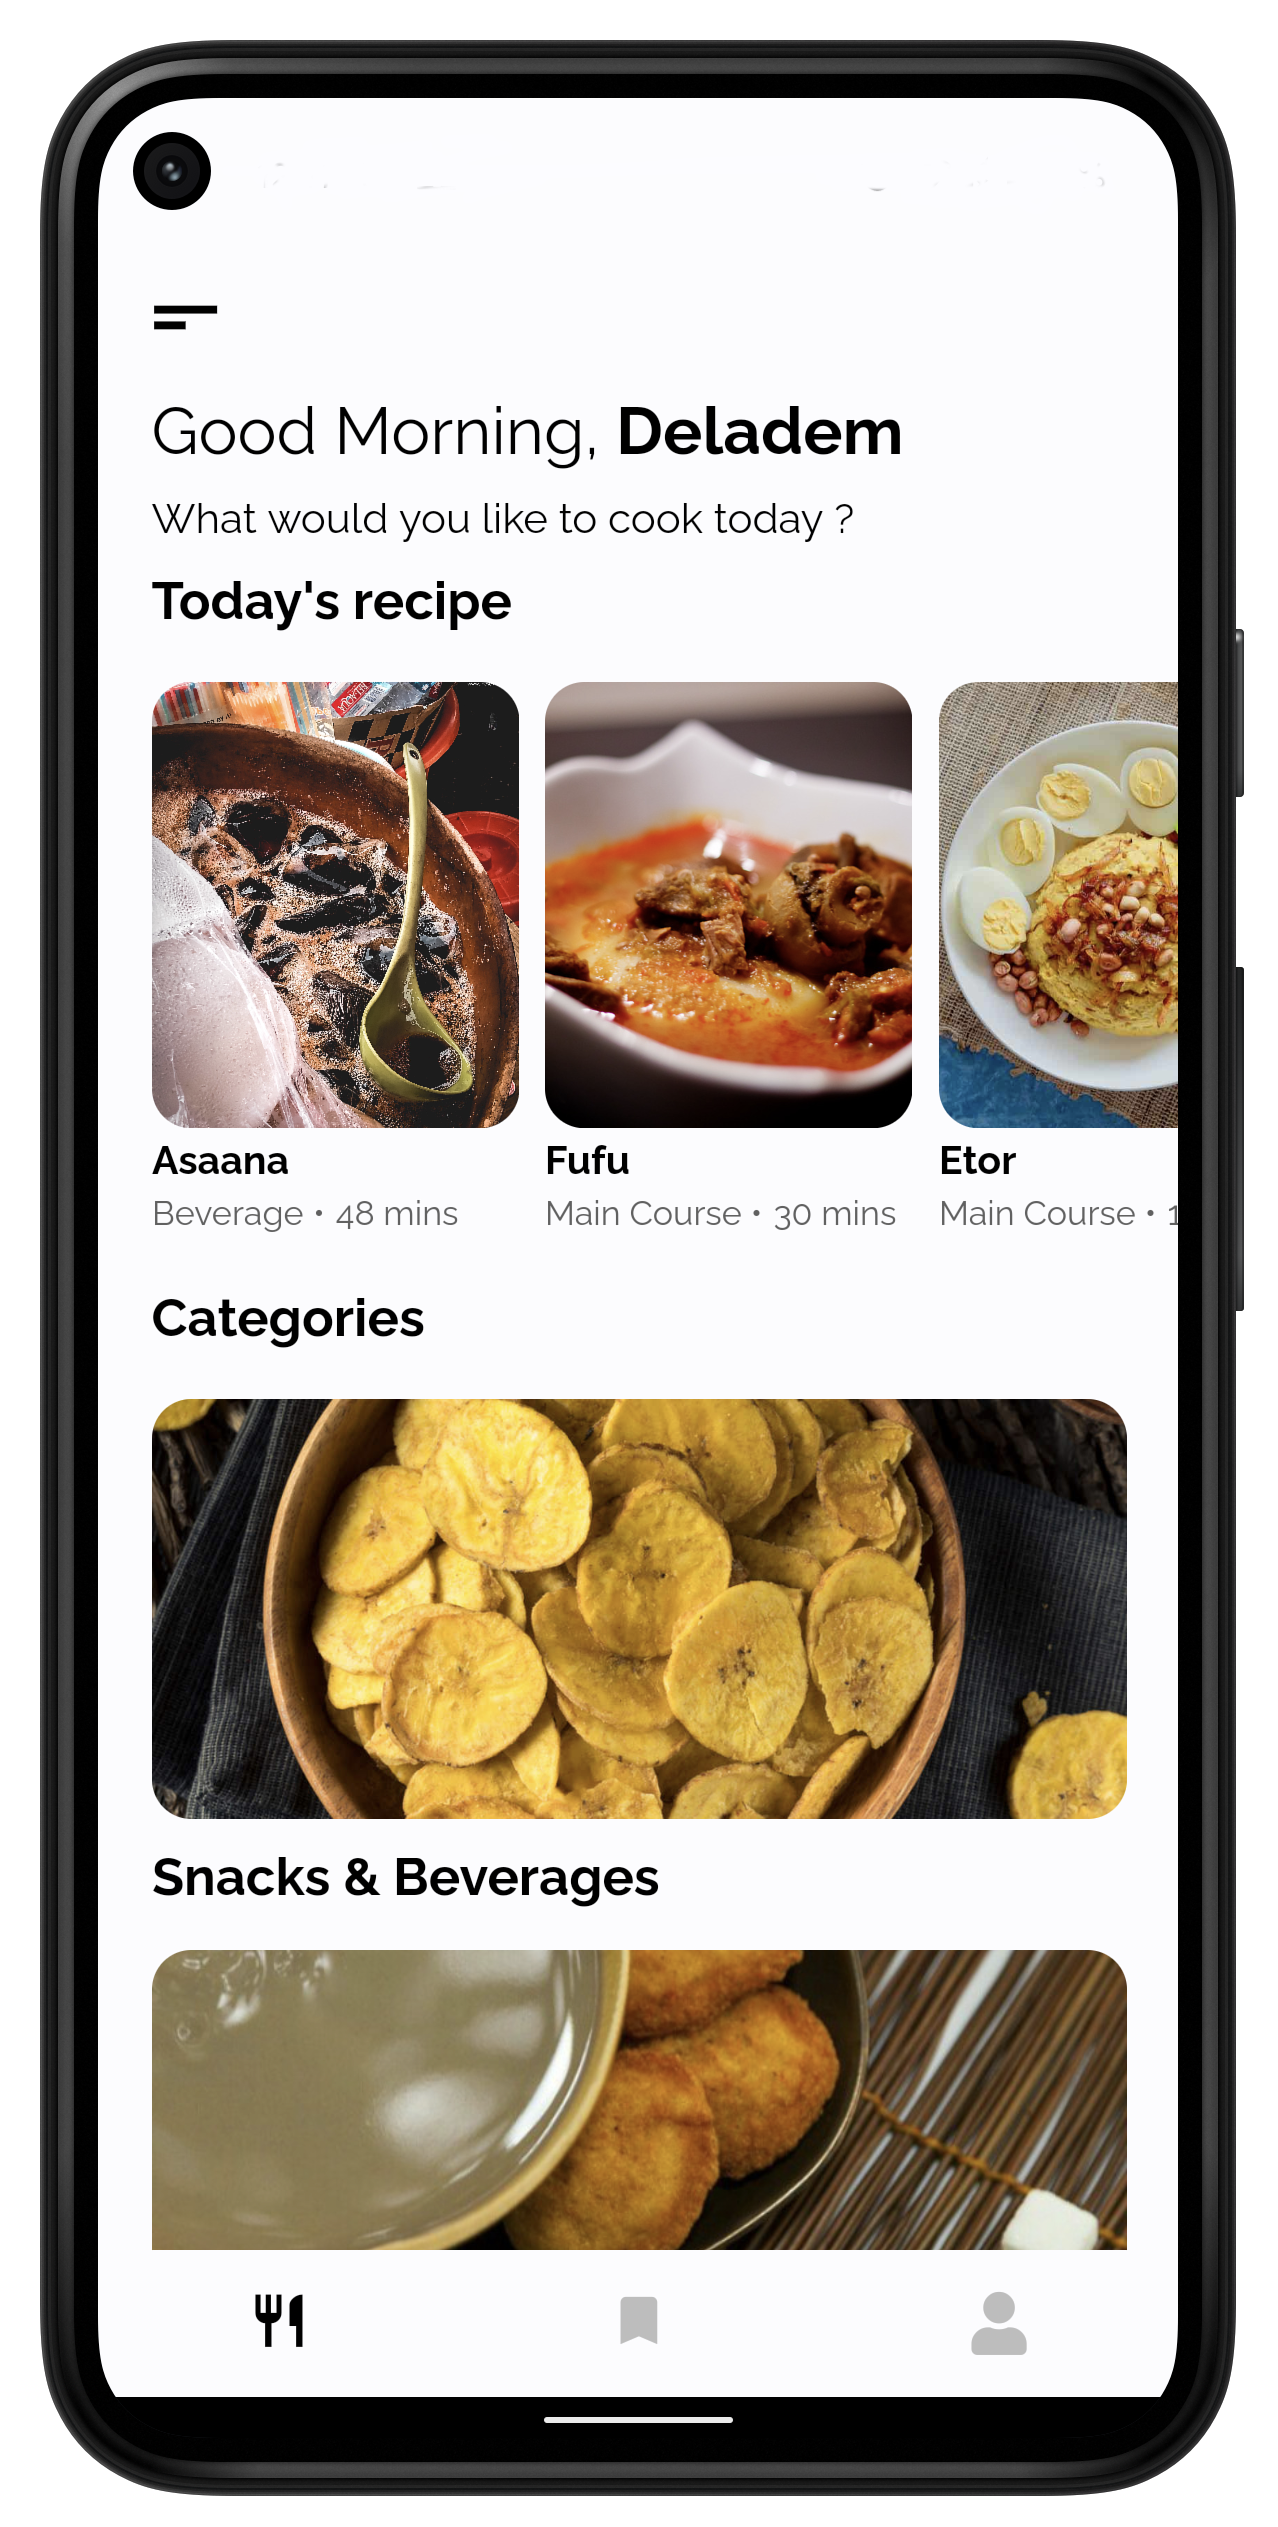 Good Morning, Deladem
What would you like to cook today ?
Today's recipe
Asaana
Beverage • 48 mins
Fufu
Main Course • 30 mins
Etor
Main Course •
Categories
Snacks & Beverages